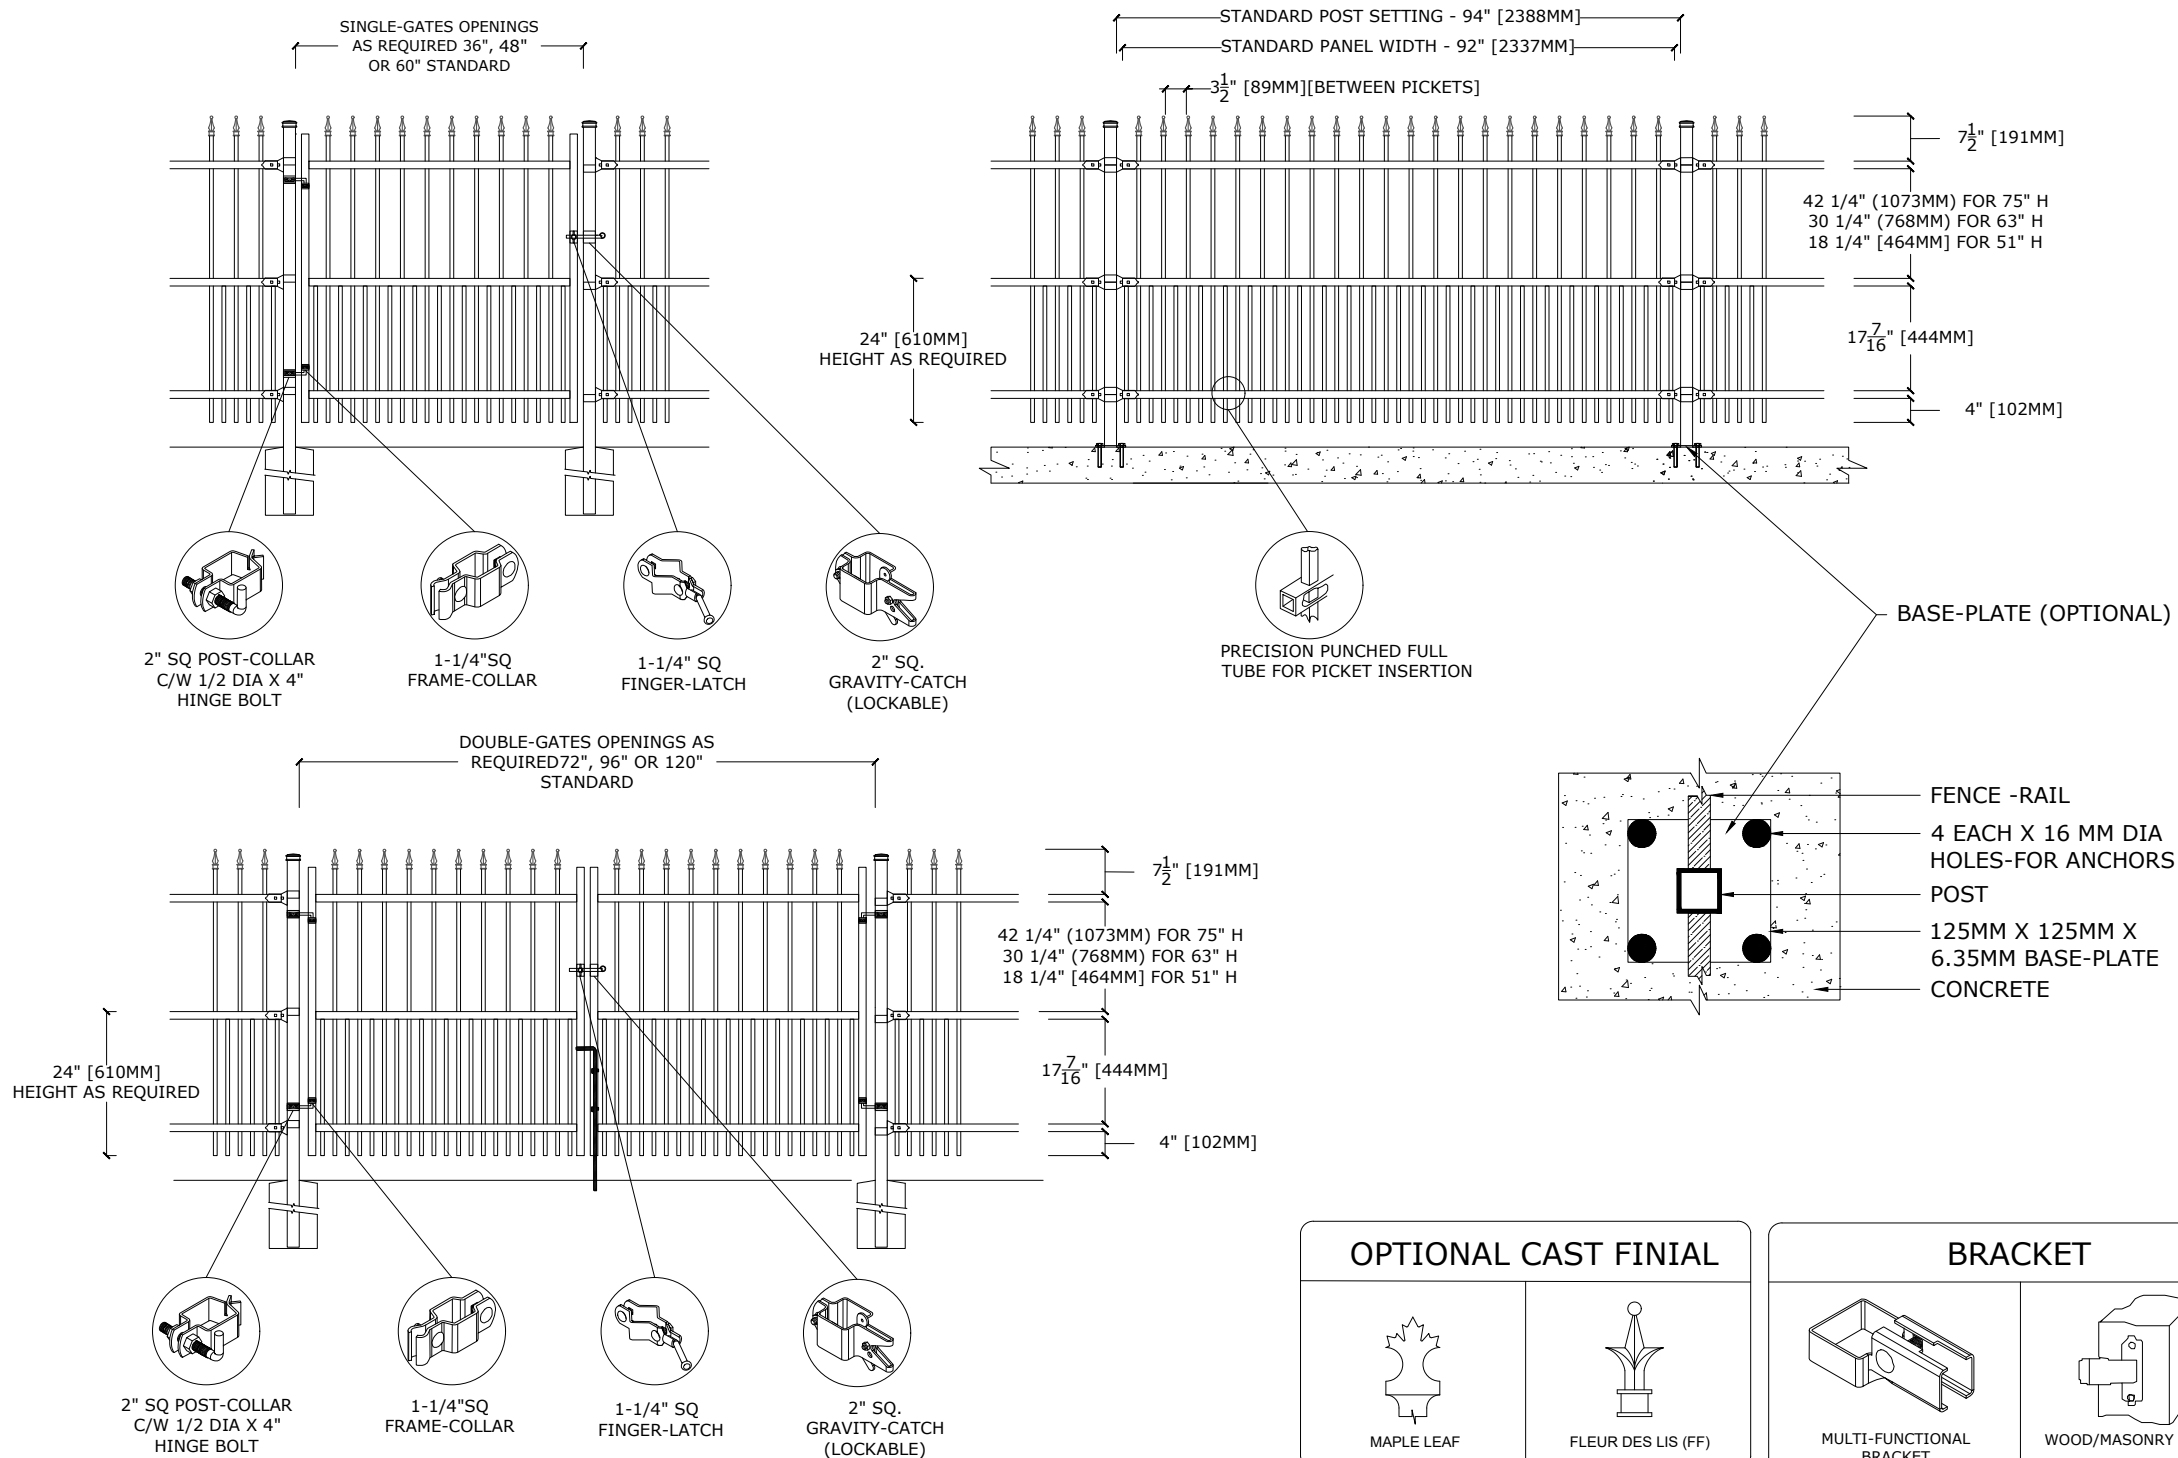 SINGLE-GATES OPENINGS
AS REQUIRED 36", 48"
OR 60" STANDARD
STANDARD POST SETTING - 94" [2388MM]
STANDARD PANEL WIDTH - 92" [2337MM]
3 1/2" [89MM][BETWEEN PICKETS]
7 1/2" [191MM]
42 1/4" (1073MM) FOR 75" H
30 1/4" (768MM) FOR 63" H
18 1/4" [464MM] FOR 51" H
24" [610MM]
HEIGHT AS REQUIRED
17 7/16" [444MM]
4" [102MM]
2" SQ POST-COLLAR
C/W 1/2 DIA X 4"
HINGE BOLT
1-1/4"SQ
FRAME-COLLAR
1-1/4" SQ
FINGER-LATCH
2" SQ.
GRAVITY-CATCH
(LOCKABLE)
PRECISION PUNCHED FULL
TUBE FOR PICKET INSERTION
BASE-PLATE (OPTIONAL)
DOUBLE-GATES OPENINGS AS
REQUIRED72", 96" OR 120"
STANDARD
FENCE -RAIL
4 EACH X 16 MM DIA
HOLES-FOR ANCHORS
POST
125MM X 125MM X
6.35MM BASE-PLATE
CONCRETE
7 1/2" [191MM]
42 1/4" (1073MM) FOR 75" H
30 1/4" (768MM) FOR 63" H
18 1/4" [464MM] FOR 51" H
24" [610MM]
HEIGHT AS REQUIRED
17 7/16" [444MM]
4" [102MM]
2" SQ POST-COLLAR
C/W 1/2 DIA X 4"
HINGE BOLT
1-1/4"SQ
FRAME-COLLAR
1-1/4" SQ
FINGER-LATCH
2" SQ.
GRAVITY-CATCH
(LOCKABLE)
OPTIONAL CAST FINIAL
MAPLE LEAF
FLEUR DES LIS (FF)
BRACKET
MULTI-FUNCTIONAL
BRACKET
WOOD/MASONRY